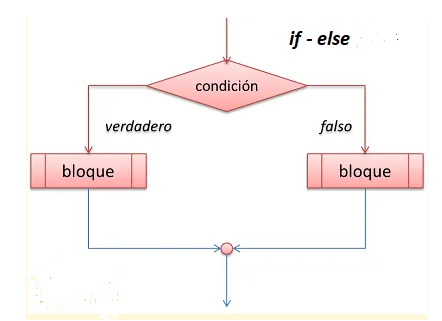 if - else
condición
verdadero
falso
bloque
bloque